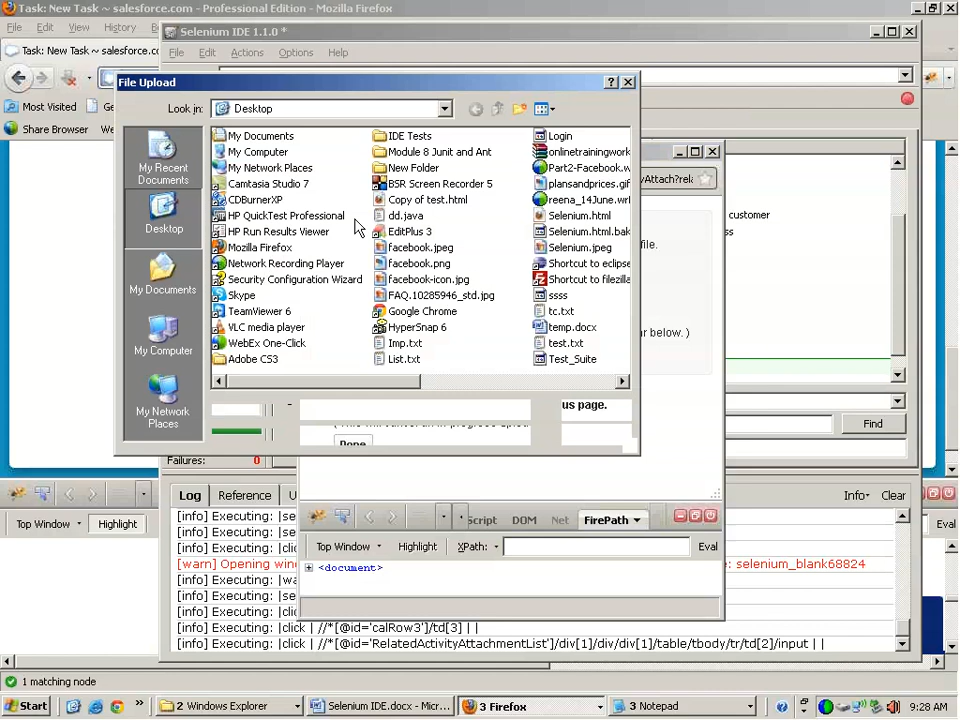 Task: New Task ~ salesforce.com - Professional Edition - Mozilla Firefox
File Edit View History
Selenium IDE 1.1.0 *
Task: New Task ~ salesforce.co
File Edit Actions Options Help
File Upload
Look in: Desktop
Most Visited
Ge
Share Browser
My Recent Documents
Desktop
My Documents
My Computer
My Network Places
My Documents
My Computer
My Network Places
Camtasia Studio 7
CDBurnerXP
HP QuickTest Professional
HP Run Results Viewer
Mozilla Firefox
Network Recording Player
Security Configuration Wizard
Skype
TeamViewer 6
VLC media player
WebEx One-Click
Adobe CS3
IDE Tests
Module 8 Junit and Ant
New Folder
BSR Screen Recorder 5
Copy of test.html
dd.java
EditPlus 3
facebook.jpeg
facebook.png
facebook-icon.jpg
FAQ.10285946_std.jpg
Google Chrome
HyperSnap 6
Imp.txt
List.txt
Login
onlinetrainingwork
Part2-Facebook.w
plansandprices.gif
reena_14June.wri
Selenium.html
Selenium.html.bak
Selenium.jpeg
Shortcut to eclipse
Shortcut to filezilla
ssss
tc.txt
temp.docx
test.txt
Test_Suite
vAttach?rel
customer
ss
file.
ar below. )
us page.
Done
Find
Failures: 0
Log Reference U
Info Clear
[info] Executing: |se
[info] Executing: |se
[info] Executing: |clic
[warn] Opening wind
e: selenium_blank68824
[info] Executing: |wa
[info] Executing: |se
[info] Executing: |se
[info] Executing: |click | //*[@id='calRow3']/td[3] | |
[info] Executing: |click | //*[@id='RelatedActivityAttachmentList']/div[1]/div/div[1]/table/tbody/tr/td[2]/input | |
Script DOM Net FirePath
Top Window Highlight XPath: Eval
<document>
Top Window Highlight
Eval
1 matching node
Start
2 Windows Explorer
Selenium IDE.docx - Mic...
3 Firefox
3 Notepad
9:28 AM